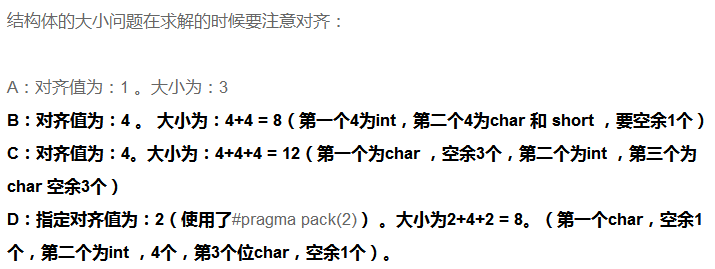 结构体的大小问题在求解的时候要注意对齐：
A：对齐值为：1 。大小为：3
B：对齐值为：4 。 大小为：4+4 = 8（第一个4为int，第二个4为char 和 short ，要空余1个）
C：对齐值为：4。大小为：4+4+4 = 12（第一个为char ，空余3个，第二个为int ，第三个为
char 空余3个）
D：指定对齐值为：2（使用了#pragma pack(2)） 。大小为2+4+2 = 8。（第一个char，空余1
个，第二个为int ，4个，第3个位char，空余1个）。